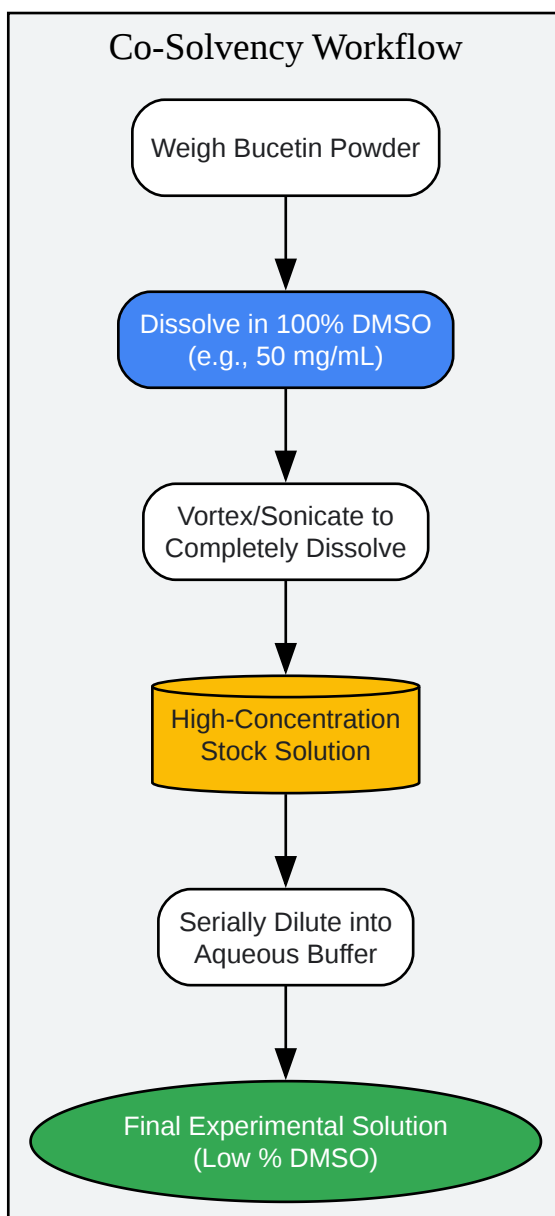 Co-Solvency Workflow
Weigh Bucetin Powder
Dissolve in 100% DMSO
(e.g., 50 mg/mL)
Vortex/Sonicate to
Completely Dissolve
High-Concentration
Stock Solution
Serially Dilute into
Aqueous Buffer
Final Experimental Solution
(Low % DMSO)